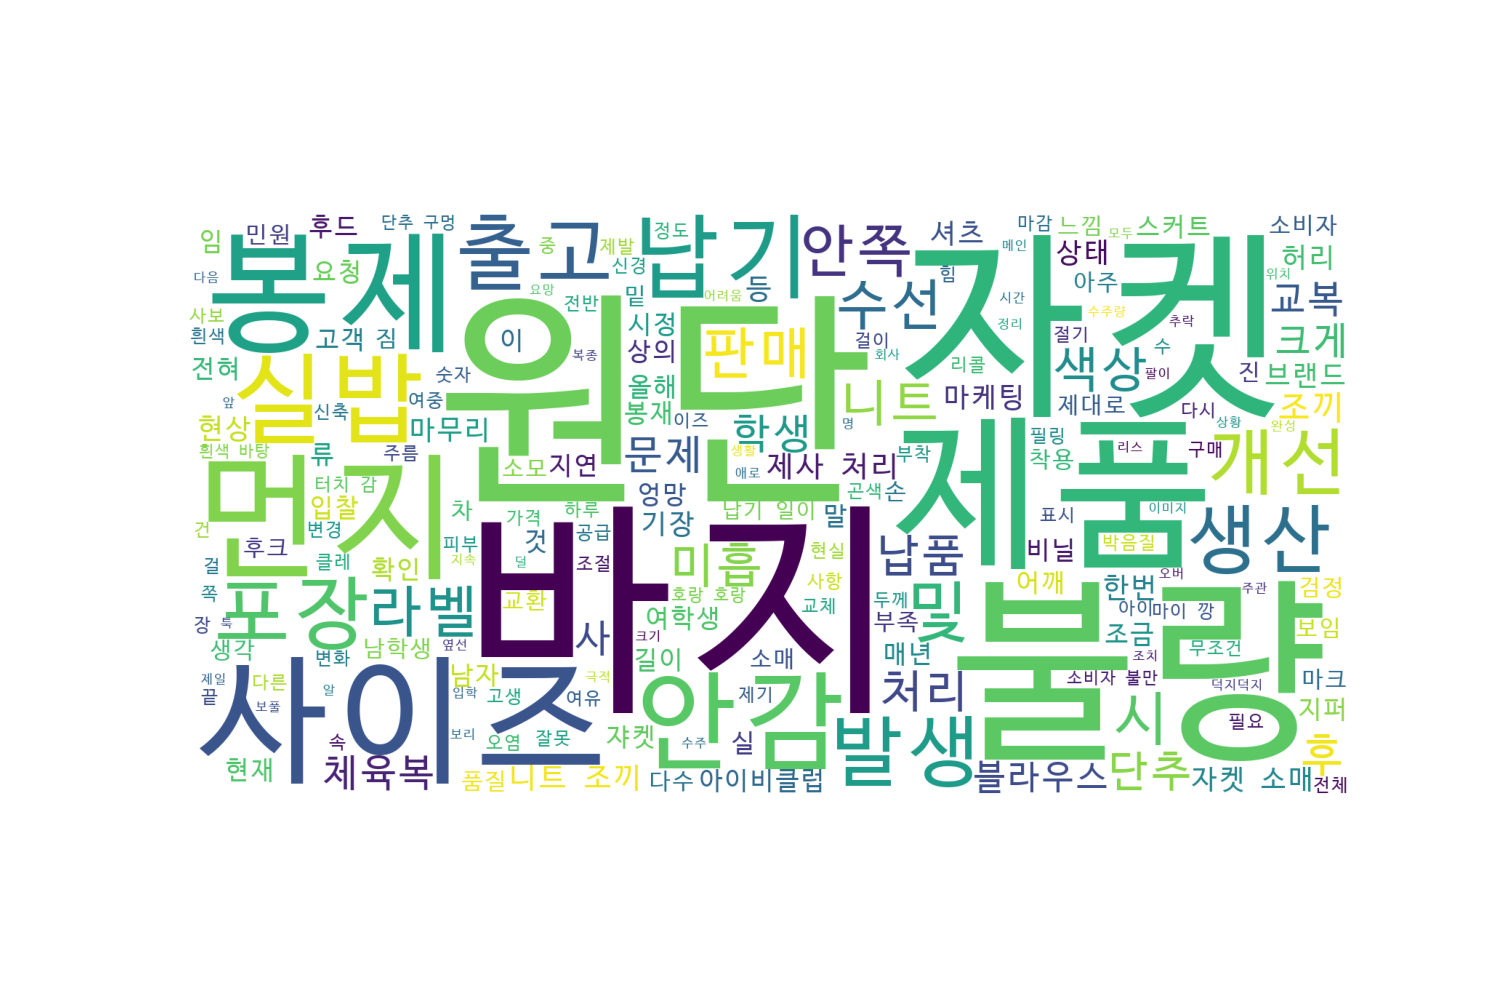 임
민원
후드
단추 구멍
출고
중
제발
정도
납기
안쪽
셔츠
마감
느낌
모두
스커트
소비자
다음
요청
봉제
신경
등
자켓
힘
메인
상태
아주
위치
허리
사보
흰색
고객
짐
요망
전반
밑
시정
어려움
수선
시간
수주량
교복
전혀
이
복종
상의
판매
걸이
회사
정리
절기
추락
수
크게
앞
실밥
숫자
원단
올해
니트
리콜
마케팅
색상
팔이
진
브랜드
현상
신축
여중
봉재
이즈
명
제대로
다시
조끼
흰색 바탕
류
주름
마무리
문제
학생
생활
제품
필링
상황
완성
개선
먼지
소모
지연
애로
제사 처리
부착
착용
리스
구매
터치 감
입찰
차
엉망
곤색
손
건
변경
가격
하루
기장
납기 일이
말
표시
이미지
생산
걸
후크
클레
확인
피부
것
공급
미흡
현실
납품
비닐
박음질
쪽
지속
덜
조절
사항
어깨
한번
오버
주관
검정
포장
라벨
바지
교환
호랑 호랑
교체
두께
및
아이
마이 깡
장
툭
사
여학생
크기
부족
불량
조금
보임
생각
변화
남학생
길이
소매
매년
조치
무조건
제일
다른
사이즈
남자
옆선
극적
안감
제기
처리
소비자 불만
덕지덕지
마크
끝
보풀
알
입학
고생
여유
시
필요
지퍼
속
보리
오염
잘못
쟈켓
수주
실
발생
후
현재
체육복
품질
니트 조끼
다수
아이비클럽
블라우스
단추
자켓 소매
전체